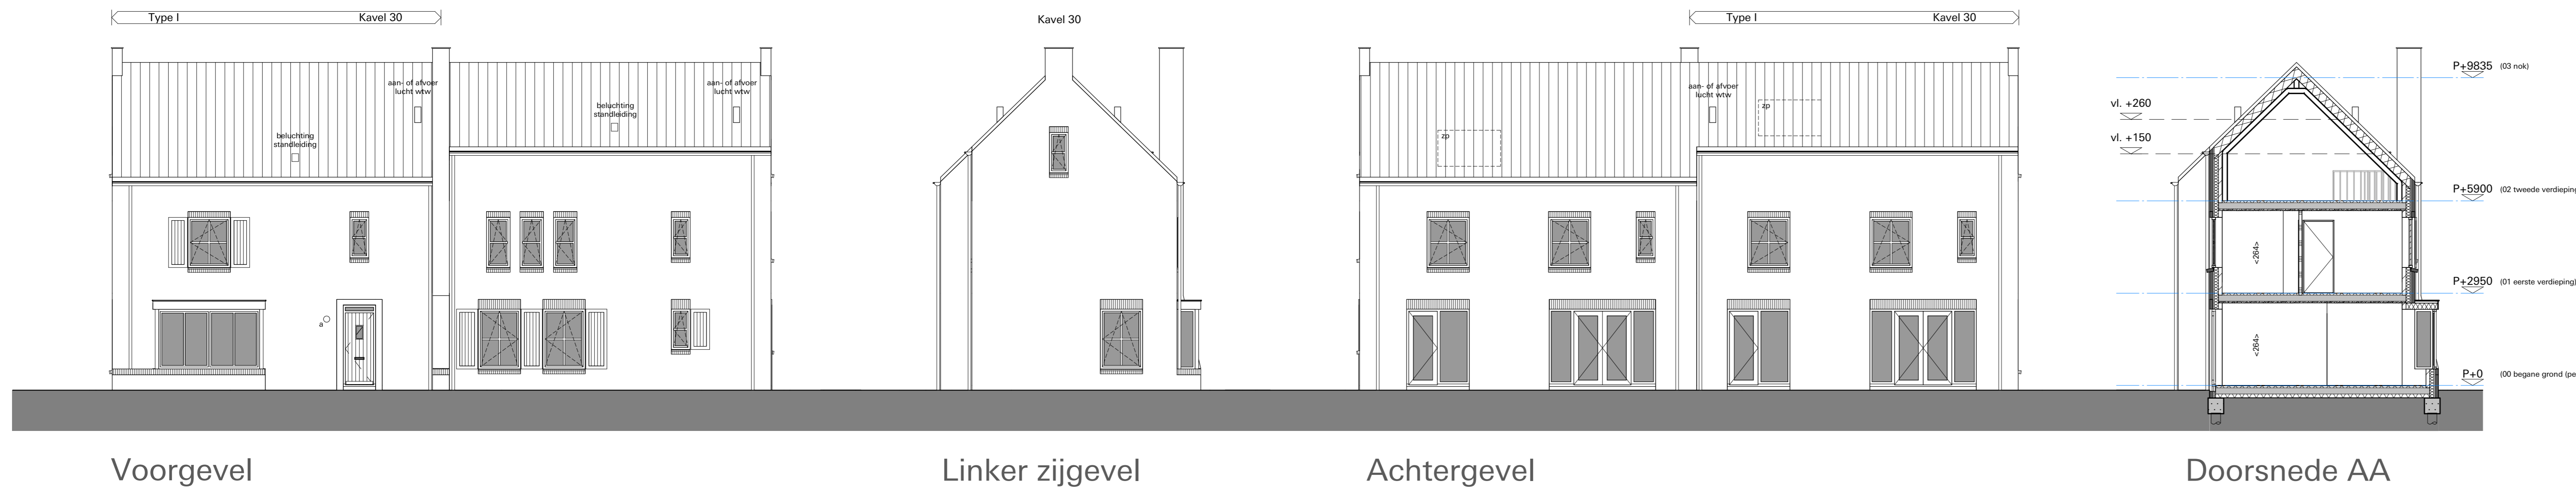 Type I Kavel 30
aan- of afvoer
lucht wtw
beluchting
standleiding
beluchting
standleiding
aan- of afvoer
lucht wtw
a
Voorgevel
Kavel 30
Linker zijgevel
Type I Kavel 30
zp
aan- of afvoer
lucht wtw
zp
Achtergevel
vl. +260
vl. +150
<264>
<264>
P+9835 (03 nok)
P+5900 (02 tweede verdieping
P+2950 (01 eerste verdieping)
P+0 (00 begane grond (pe
Doorsnede AA